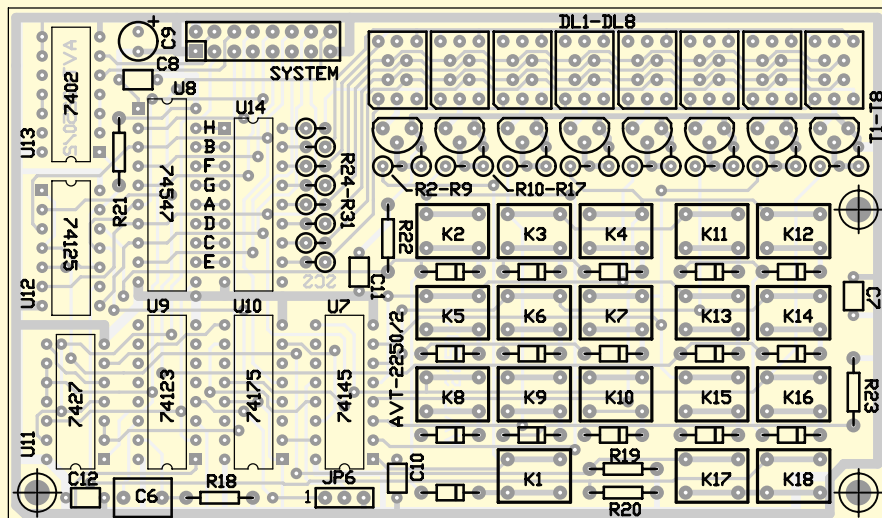 DL1-DL8
+
C9
C8
SYSTEM
7402
U13
U8
U14
R21
74547
H
B
F
G
A
D
C
E
R24-R31
T1-T8
R2-R9
R10-R17
74125
U12
R22
C11
K2
K3
K4
K11
K12
C7
U9
U10
U7
K5
K6
K7
K13
K14
AVT-2250/2
7427
U11
74123
74175
74145
K8
K9
K10
K15
K16
R23
C12
C6
R18
JP6
1
C10
K1
R19
R20
K17
K18